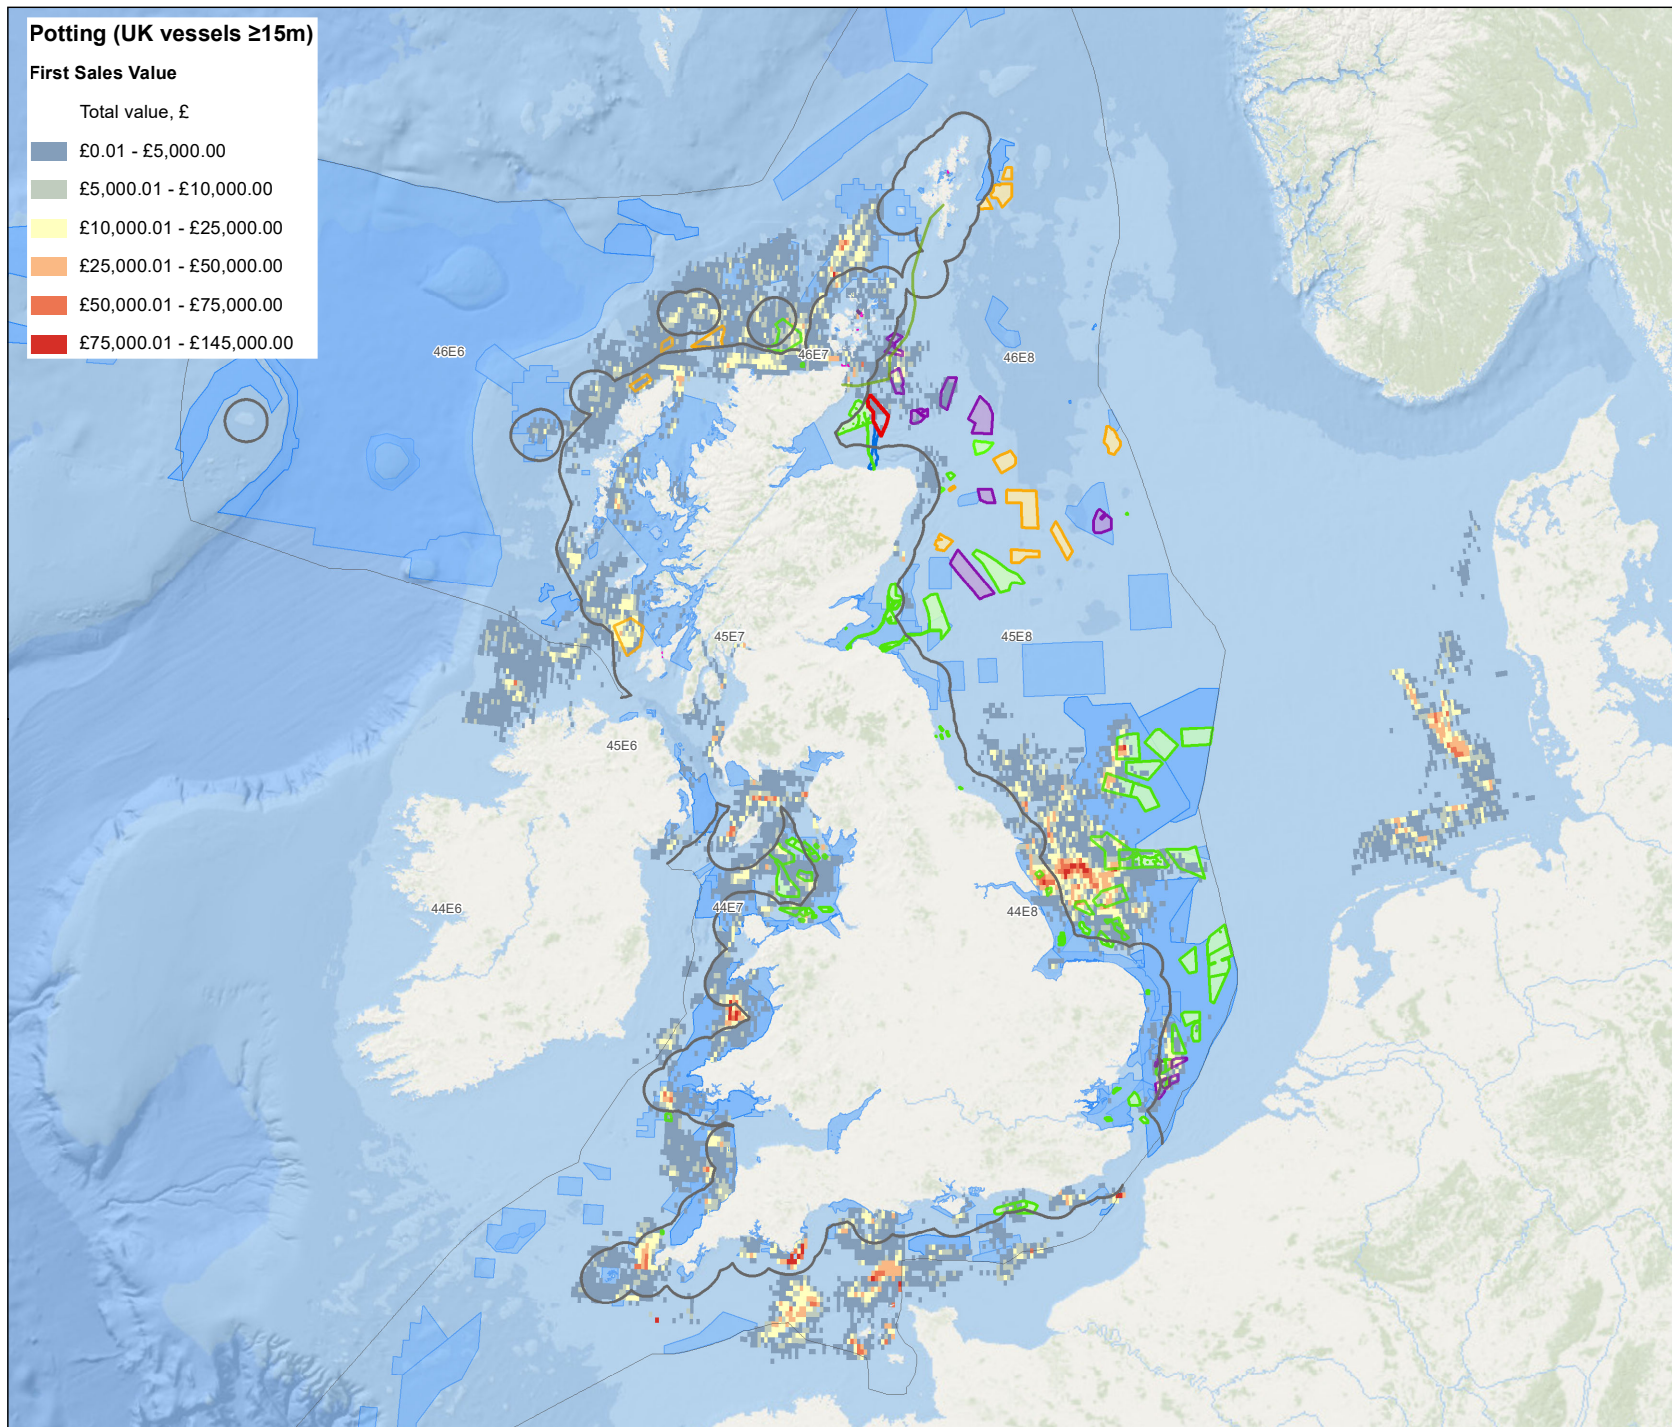 Potting (UK vessels ≥15m)
First Sales Value
Total value, £
£0.01 - £5,000.00
£5,000.01 - £10,000.00
£10,000.01 - £25,000.00
£25,000.01 - £50,000.00
£50,000.01 - £75,000.00
£75,000.01 - £145,000.00
46E6
46E7
46E8
45E7
45E8
45E6
44E6
44E7
44E8